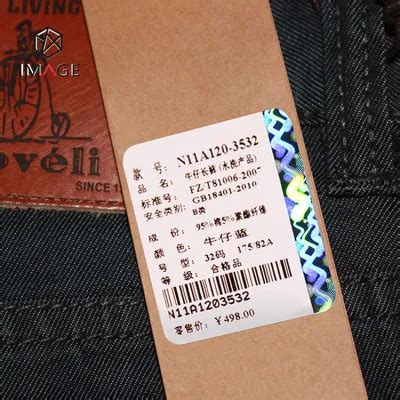 LIVING
IMAGE
ovéli
SINCE
款 号: N11A120-3532
品 名: 牛仔长裤 (水洗产品)
标准号: FZ/T81006-2007
GB18401-2010
安全类别: B类
成 份: 95%棉5%聚酯纤维
颜 色: 牛仔蓝
号 型: 32码 175/82A
等 级: 合格品
N11A1203532
零售价: ¥498.00